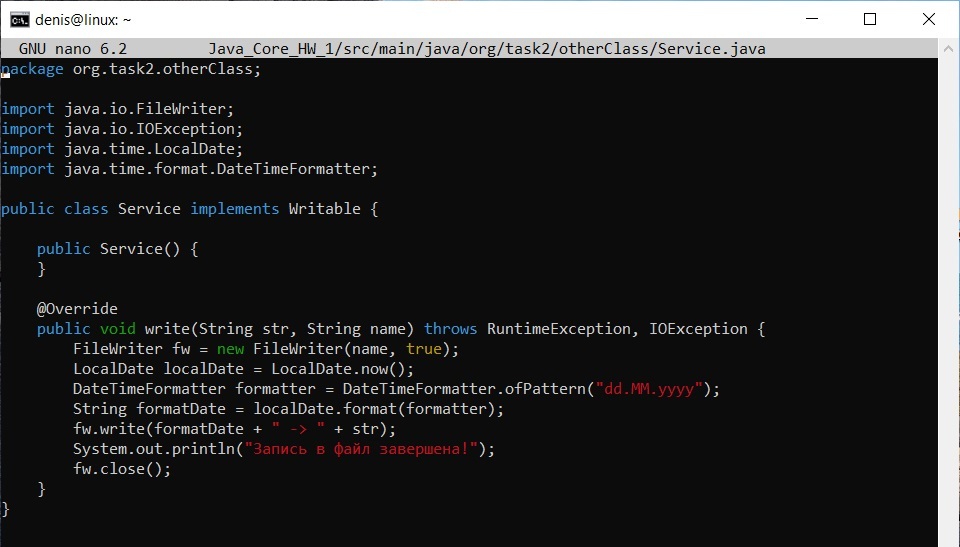 denis@linux: ~
GNU nano 6.2 Java_Core_HW_1/src/main/java/org/task2/otherClass/Service.java
package org.task2.otherClass;
import java.io.FileWriter;
import java.io.IOException;
import java.time.LocalDate;
import java.time.format.DateTimeFormatter;
public class Service implements Writable {
    public Service() {
    }
    @Override
    public void write(String str, String name) throws RuntimeException, IOException {
        FileWriter fw = new FileWriter(name, true);
        LocalDate localDate = LocalDate.now();
        DateTimeFormatter formatter = DateTimeFormatter.ofPattern("dd.MM.yyyy");
        String formatDate = localDate.format(formatter);
        fw.write(formatDate + " -> " + str);
        System.out.println("Запись в файл завершена!");
        fw.close();
    }
}